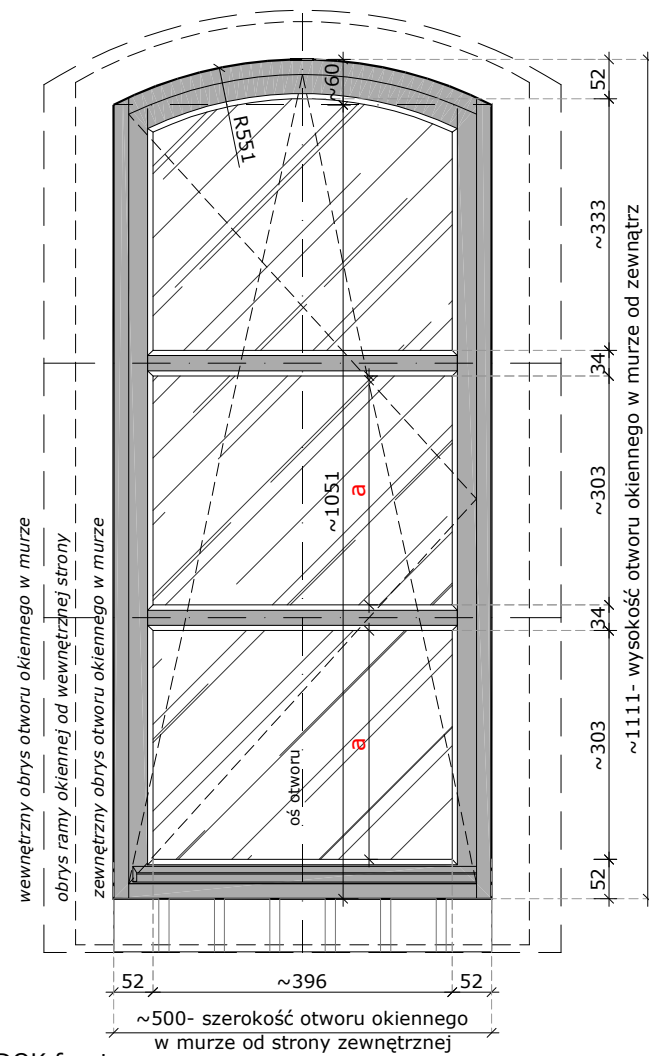 ~60
52
R551
~333
34
~303
34
~303
52
~1051
a
a
~1111- wysokość otworu okiennego w murze od zewnątrz
wewnętrzny obrys otworu okiennego w murze
obrys ramy okiennej od wewnętrznej strony
zewnętrzny obrys otworu okiennego w murze
oś otworu
52
~396
52
~500- szerokość otworu okiennego
w murze od strony zewnętrznej